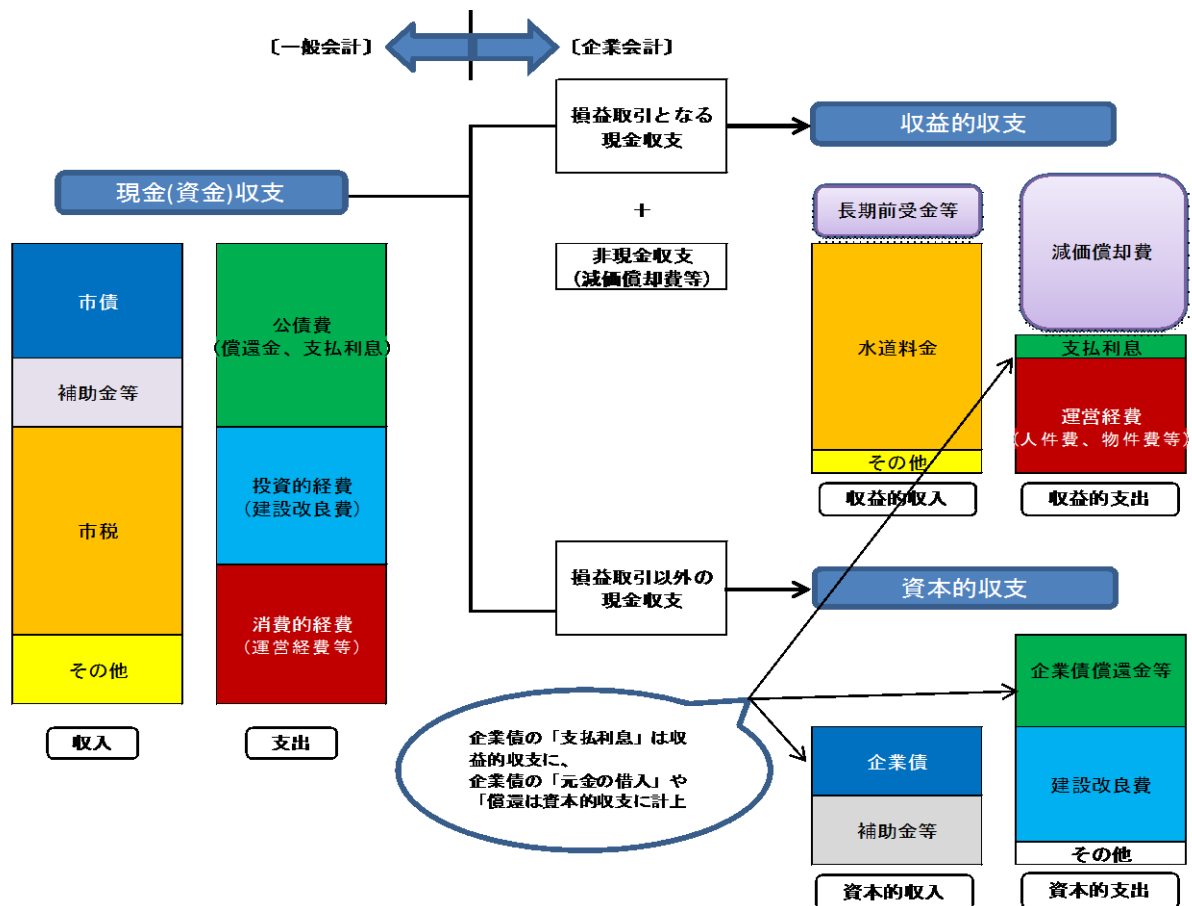 〔一般会計〕
〔企業会計〕
損益取引となる
現金収支
収益的収支
現金(資金)収支
＋
非現金収支
(減価償却費等)
長期前受金等
減価償却費
市債
補助金等
市税
その他
収入
公債費
(償還金、支払利息)
投資的経費
(建設改良費)
消費的経費
(運営経費等)
支出
水道料金
その他
収益的収入
支払利息
運営経費
(人件費、物件費等)
収益的支出
損益取引以外の
現金収支
資本的収支
企業債の「支払利息」は収
益的収支に、
企業債の「元金の借入」や
「償還は資本的収支に計上
企業債
補助金等
資本的収入
企業債償還金等
建設改良費
その他
資本的支出